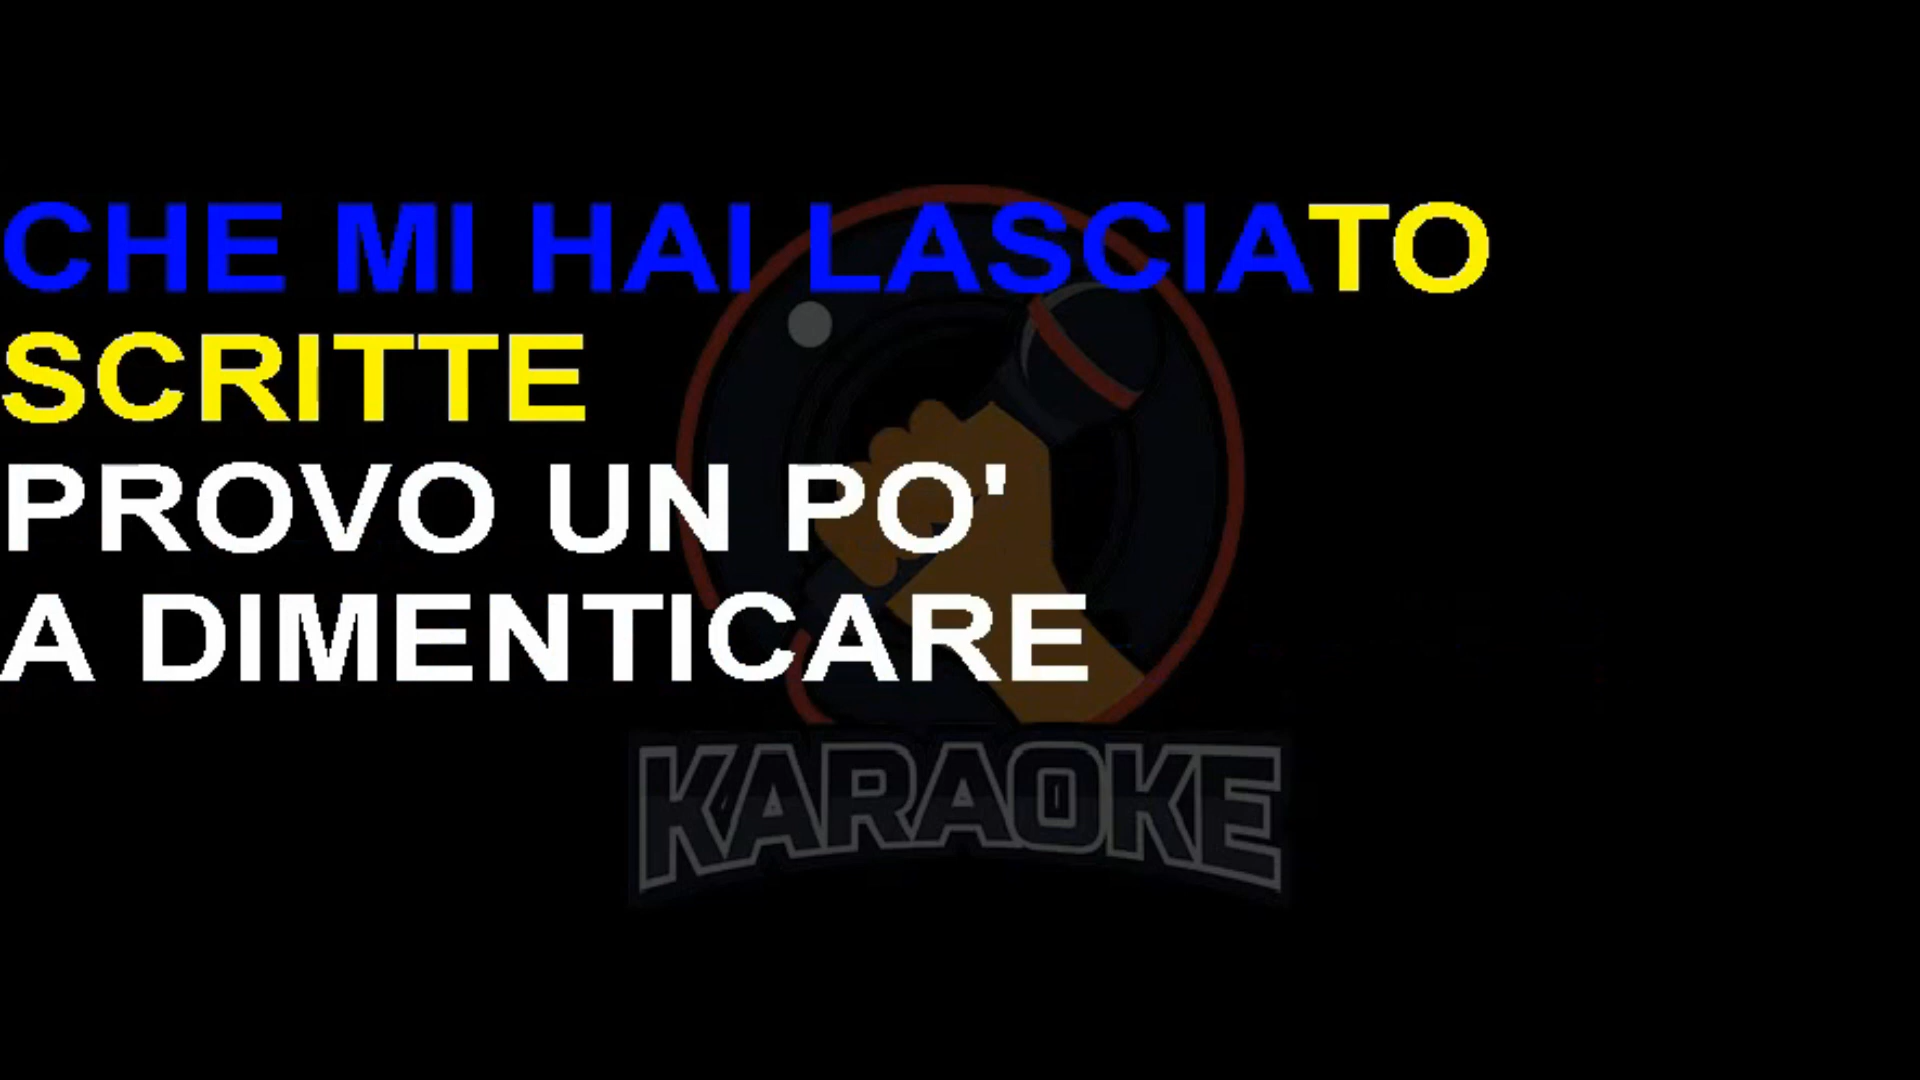 CHE MI HAI LASCIATO
SCRITTE
PROVO UN PO'
A DIMENTICARE
KARAOKE